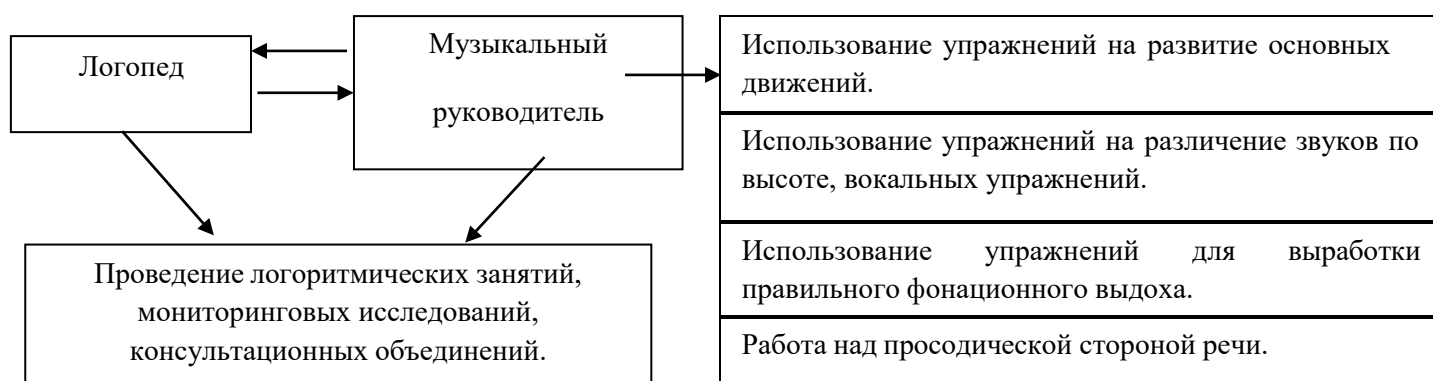 Логопед
Музыкальный
руководитель
Использование упражнений на развитие основных
движений.
Использование упражнений на различение звуков по
высоте, вокальных упражнений.
Использование упражнений для выработки
правильного фонационного выдоха.
Работа над просодической стороной речи.
Проведение логоритмических занятий,
мониторинговых исследований,
консультационных объединений.